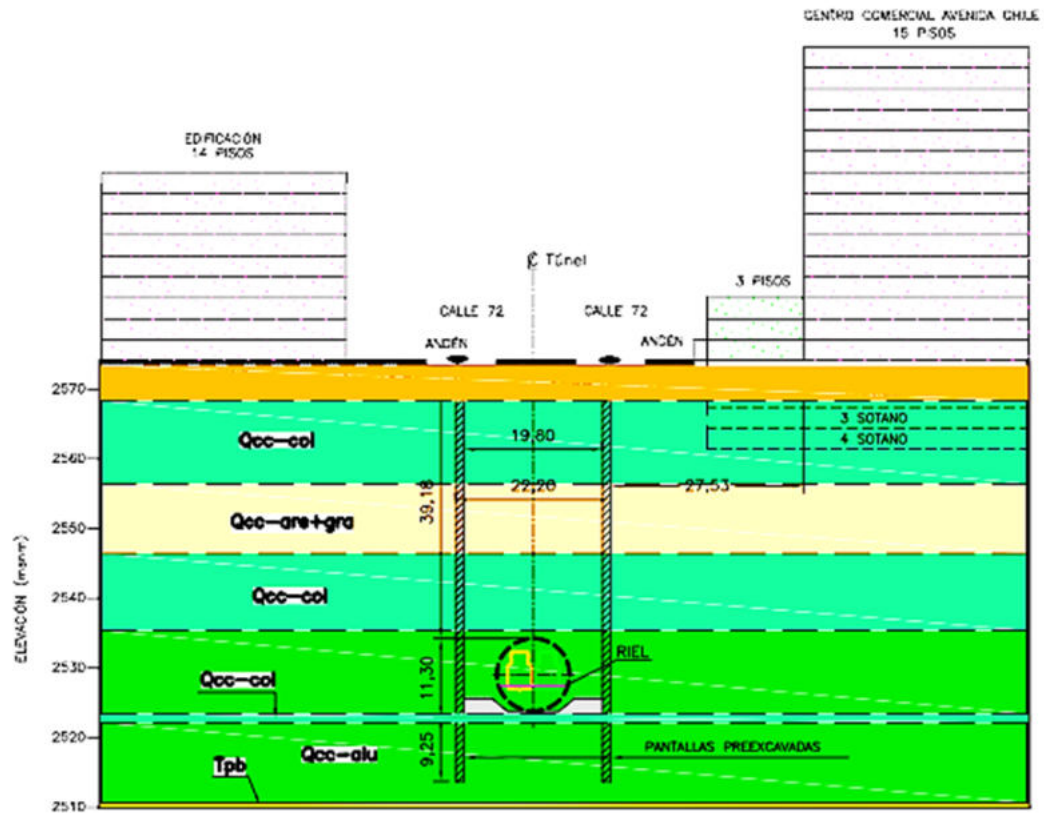 CENTRO COMERCIAL AVENIDA CHILE
15 PISOS
EDIFICACIÓN
14 PISOS
℄ Túnel
3 PISOS
CALLE 72
CALLE 72
ANDÉN
ANDÉN
2570
3 SOTANO
Qcc-col
19,80
4 SOTANO
2560
39,18
22,20
27,53
Qcc-are+gra
2550
ELEVACIÓN (msnm)
Qcc-col
2540
RIEL
2530
11,30
Qcc-col
2520
Qcc-alu
9,25
PANTALLAS PREEXCAVADAS
Tpb
2510